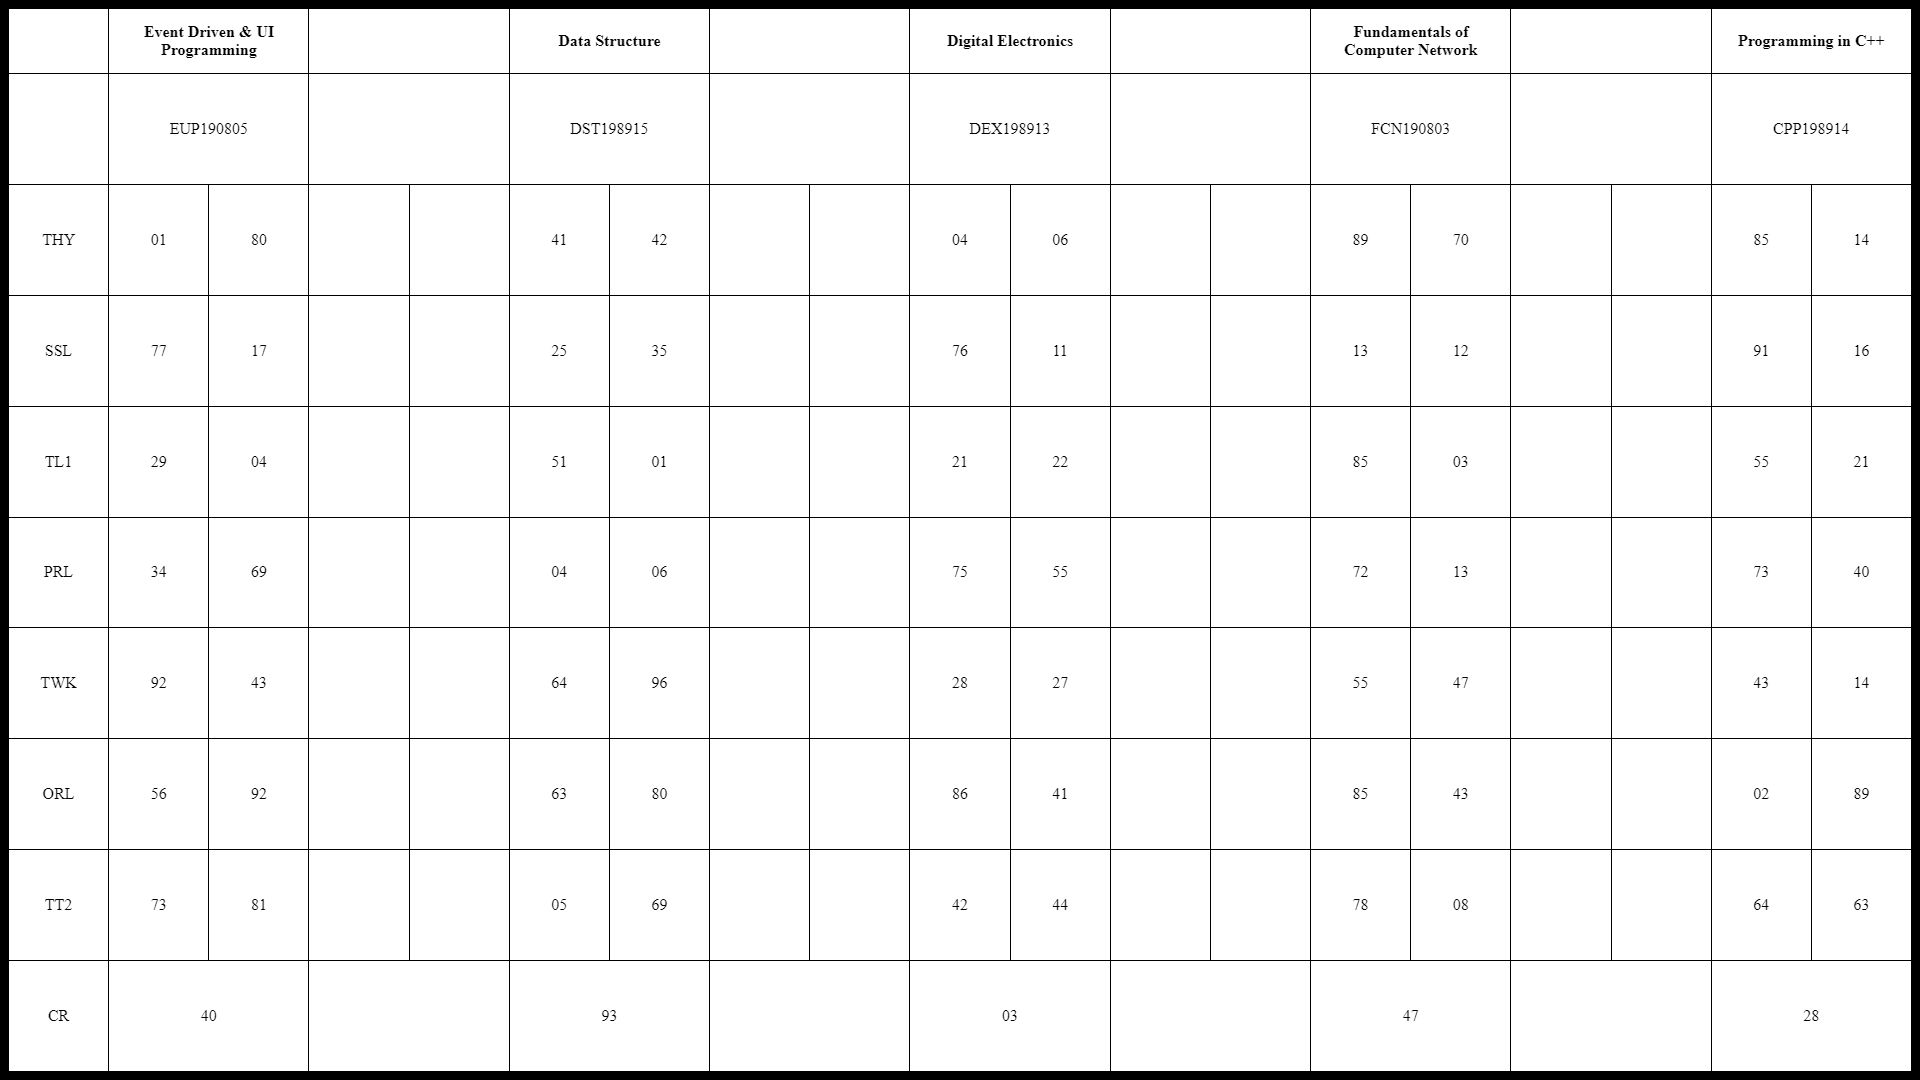 Event Driven & UI
Programming
Data Structure
Digital Electronics
Fundamentals of
Computer Network
Programming in C++
EUP190805 DST198915 DEX198913 FCN190803 CPP198914
THY 01 80 41 42 04 06 89 70 85 14
SSL 77 17 25 35 76 11 13 12 91 16
TL1 29 04 51 01 21 22 85 03 55 21
PRL 34 69 04 06 75 55 72 13 73 40
TWK 92 43 64 96 28 27 55 47 43 14
ORL 56 92 63 80 86 41 85 43 02 89
TT2 73 81 05 69 42 44 78 08 64 63
CR 40 93 03 47 28